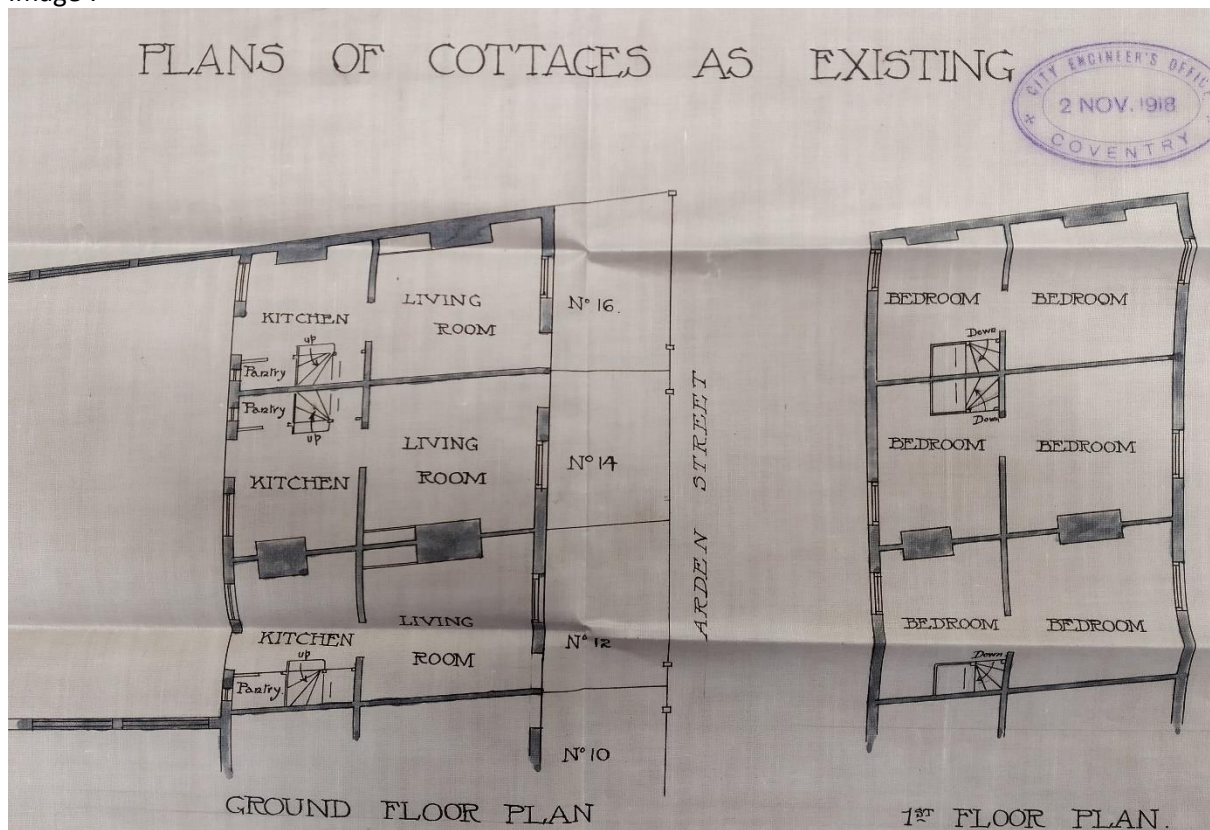 Image
PLANS OF COTTAGES AS EXISTING
CITY ENGINEER'S OFFICE
2 NOV. 1918
COVENTRY
LIVING
ROOM
KITCHEN
up
Pantry
Nº 16.
Pantry
up
LIVING
ROOM
KITCHEN
Nº 14
ARDEN STREET
LIVING
ROOM
KITCHEN
up
Pantry.
Nº 12
Nº 10
GROUND FLOOR PLAN
BEDROOM
BEDROOM
Down
Down
BEDROOM
BEDROOM
BEDROOM
BEDROOM
Down
1ST FLOOR PLAN.